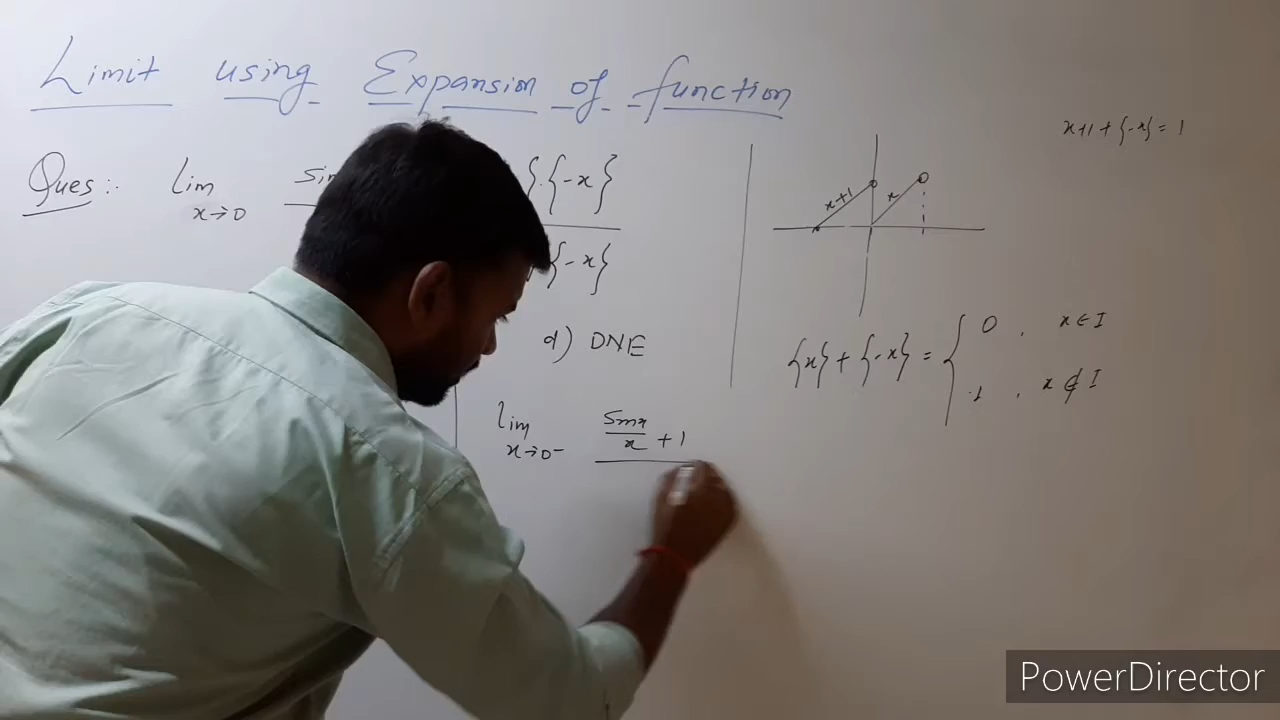 Limit using Expansion of function
Ques :- lim x→0 sin } . {-x}
{-x}
d) DNE
lim x→0⁻ sinx/x + 1
x+1 + {-x} = 1
x+1 x
{x} + {-x} = { 0 , x ∈ I
1 , x ∉ I
PowerDirector